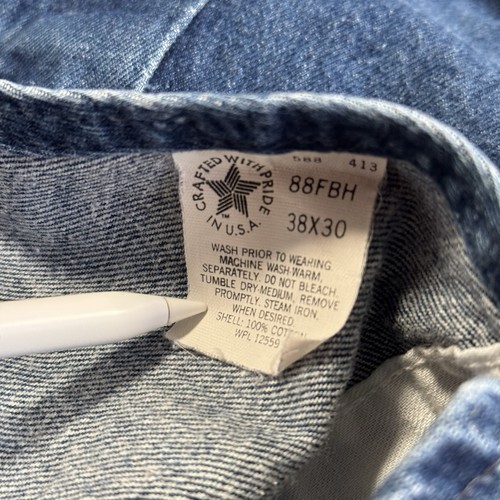 588 413
CRAFTED WITH PRIDE
IN U.S.A.
TM
88FBH
38X30
WASH PRIOR TO WEARING.
MACHINE WASH-WARM.
SEPARATELY. DO NOT BLEACH.
TUMBLE DRY-MEDIUM. REMOVE
PROMPTLY. STEAM IRON,
WHEN DESIRED.
SHELL: 100% COTTON
WPL 12559